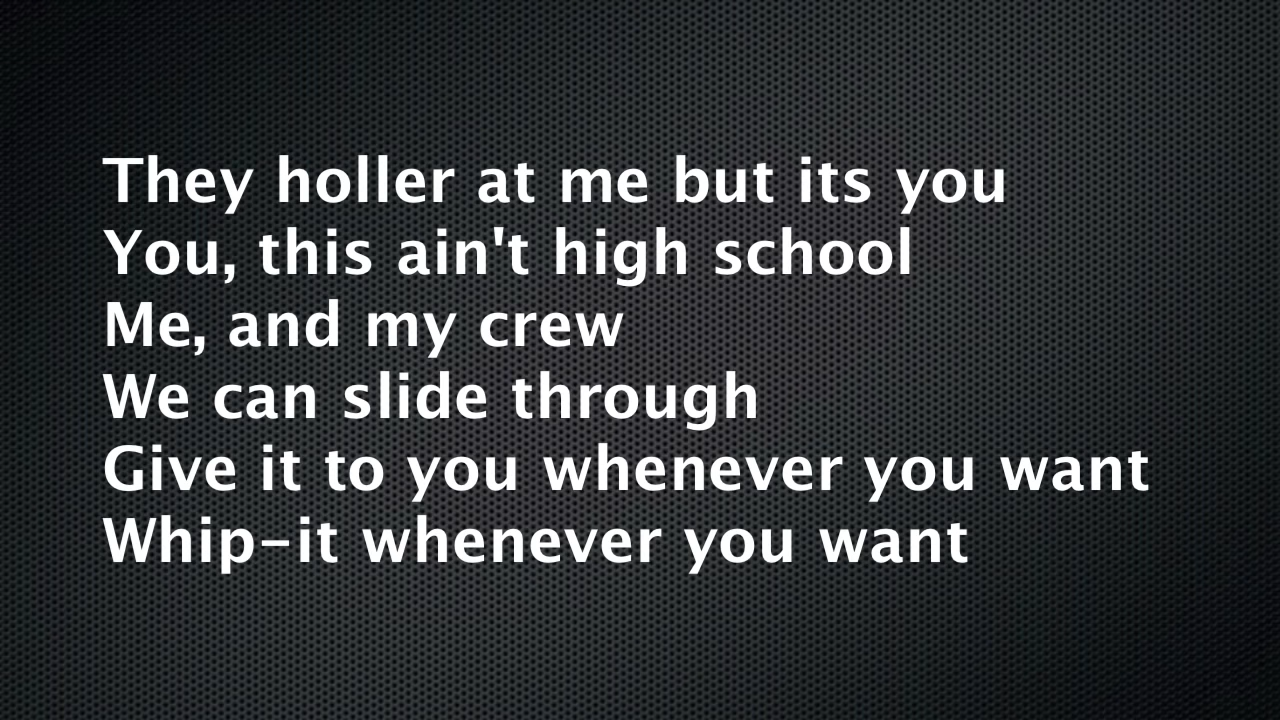 They holler at me but its you
You, this ain't high school
Me, and my crew
We can slide through
Give it to you whenever you want
Whip-it whenever you want